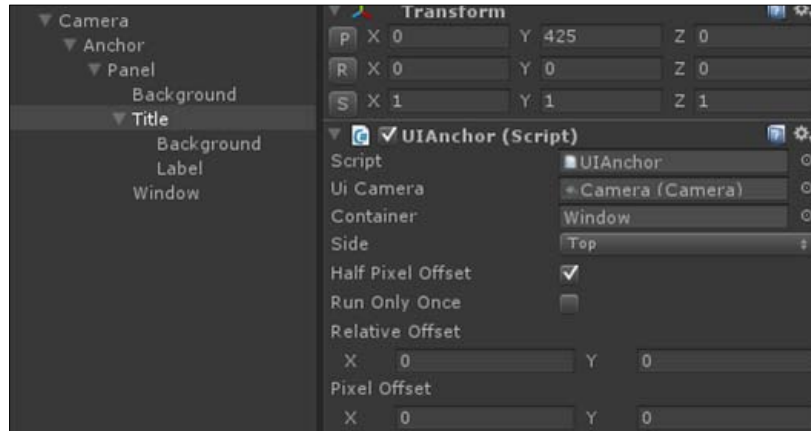 Camera
Anchor
Panel
Background
Title
Background
Label
Window
Transform
P X 0 Y 425 Z 0
R X 0 Y 0 Z 0
S X 1 Y 1 Z 1
UIAnchor (Script)
Script UIAnchor
Ui Camera Camera (Camera)
Container Window
Side Top
Half Pixel Offset
Run Only Once
Relative Offset
X 0 Y 0
Pixel Offset
X 0 Y 0